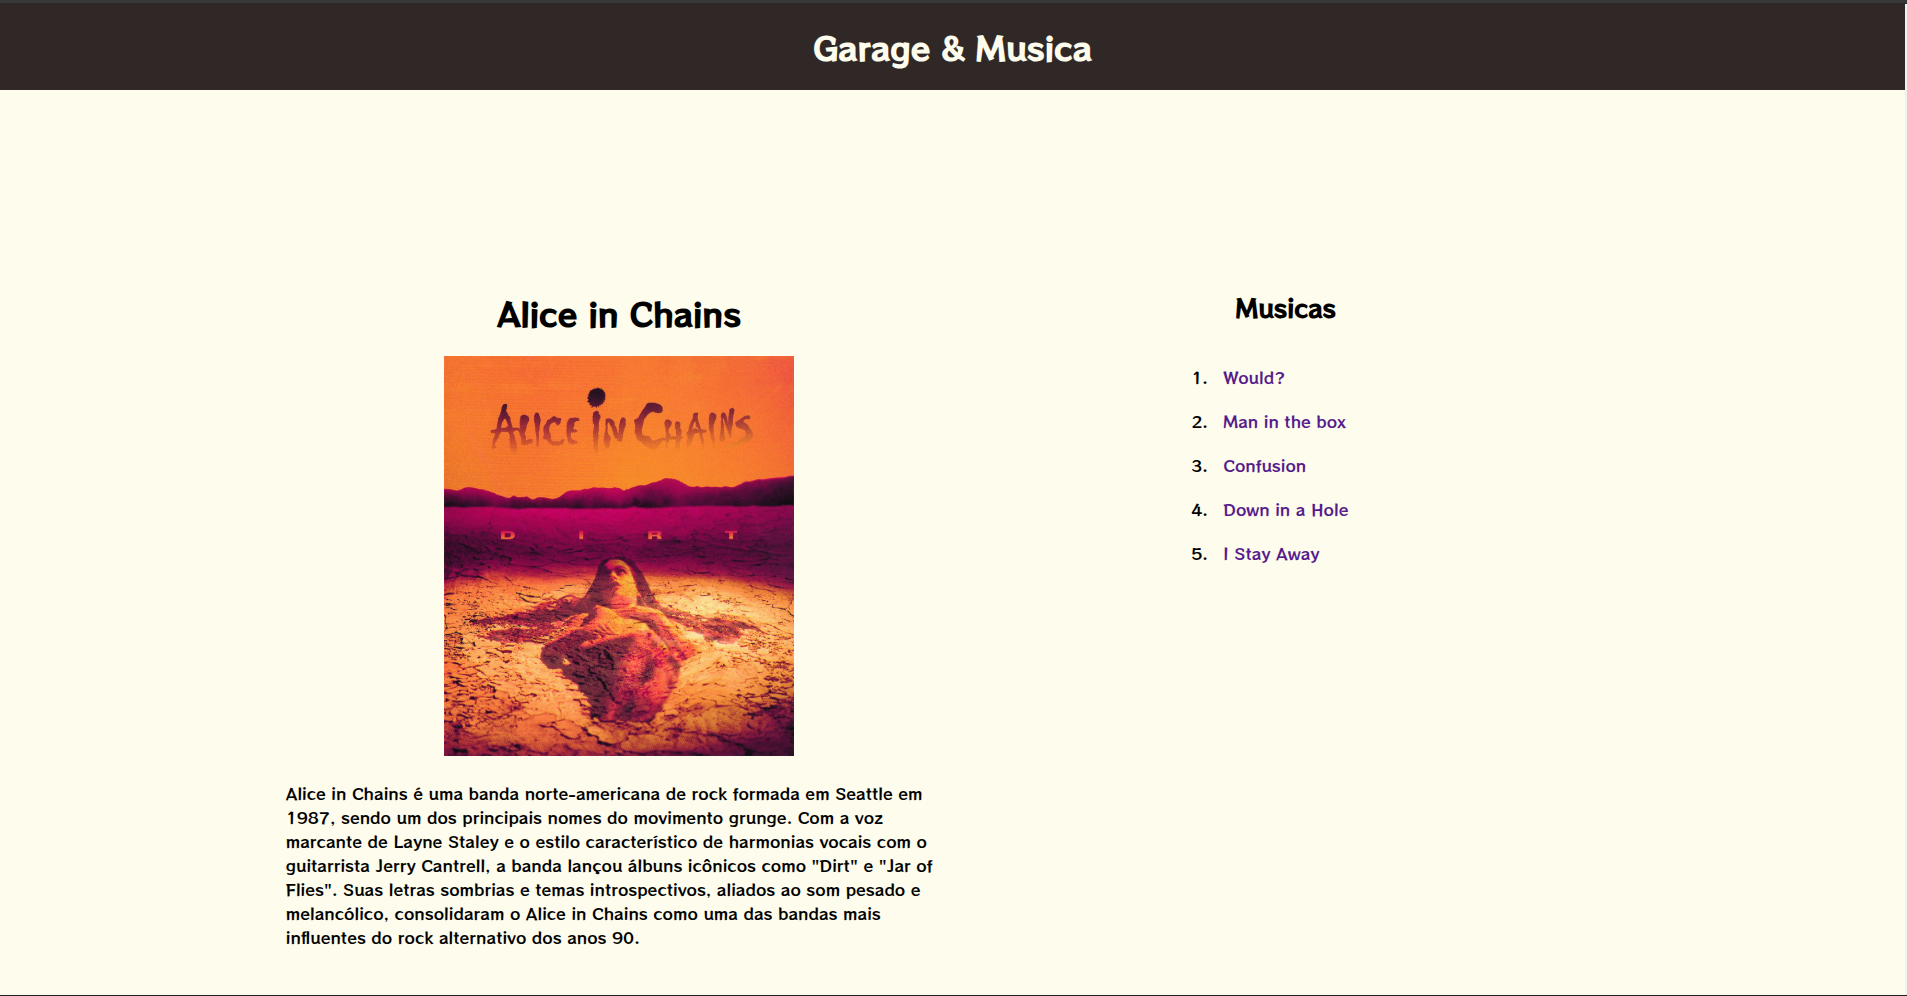 Garage & Musica
Alice in Chains
ALICE IN CHAINS
D I R T
Alice in Chains é uma banda norte-americana de rock formada em Seattle em
1987, sendo um dos principais nomes do movimento grunge. Com a voz
marcante de Layne Staley e o estilo característico de harmonias vocais com o
guitarrista Jerry Cantrell, a banda lançou álbuns icônicos como "Dirt" e "Jar of
Flies". Suas letras sombrias e temas introspectivos, aliados ao som pesado e
melancólico, consolidaram o Alice in Chains como uma das bandas mais
influentes do rock alternativo dos anos 90.
Musicas
1. Would?
2. Man in the box
3. Confusion
4. Down in a Hole
5. I Stay Away